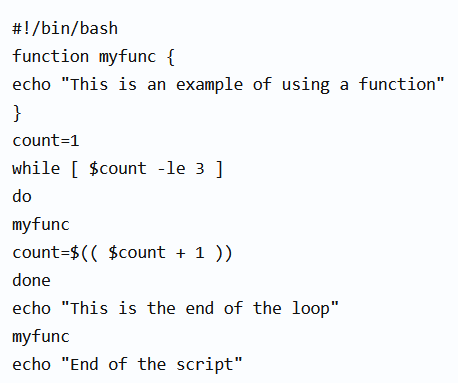 #!/bin/bash
function myfunc {
echo "This is an example of using a function"
}
count=1
while [ $count -le 3 ]
do
myfunc
count=$(( $count + 1 ))
done
echo "This is the end of the loop"
myfunc
echo "End of the script"